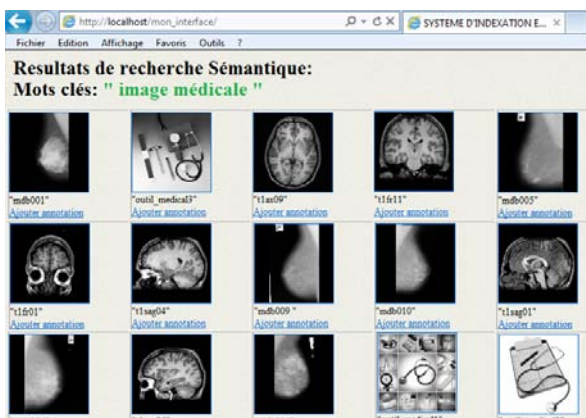 http://localhost/mon_interface/
SYSTEME D'INDEXATION E...
Fichier Edition Affichage Favoris Outils ?
Resultats de recherche Sémantique:
Mots clés: " image médicale "
"mdb001" "outil_medical3" "t1ax09" "t1fr11" "mdb005"
Ajouter annotation Ajouter annotation Ajouter annotation Ajouter annotation Ajouter annotation
"t1fr01" "t1sag04" "mdb009 " "mdb010" "t1sag01"
Ajouter annotation Ajouter annotation Ajouter annotation Ajouter annotation Ajouter annotation